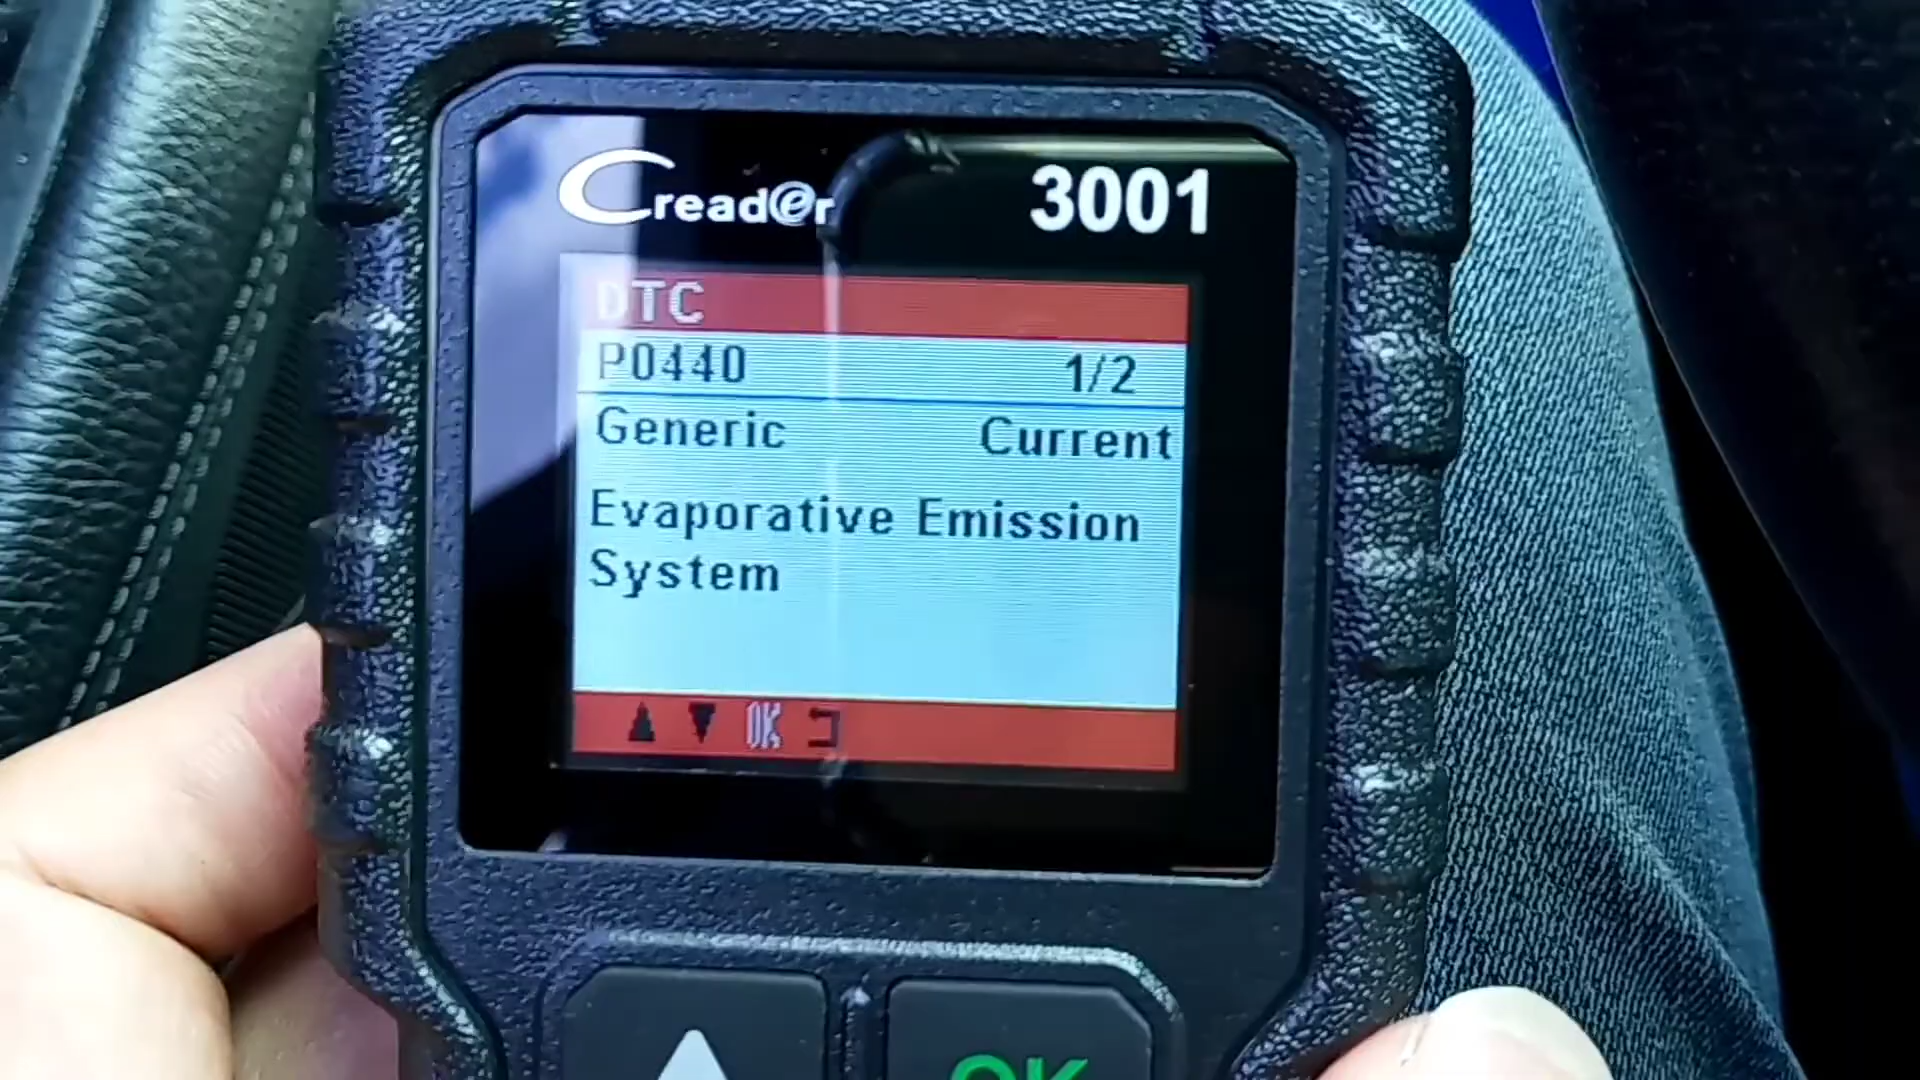 Creader 3001
DTC
P0440 1/2
Generic Current
Evaporative Emission
System
OK
OK